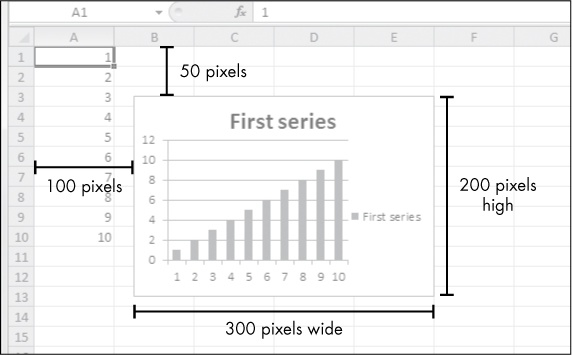 A1 fx 1
A B C D E F G
1 1
2 2
50 pixels
3 3
First series
4 4
12
5 5
10
6 6
8
7 7
100 pixels
6
200 pixels
high
8 8
4
First series
9 9
2
10 10
0
11
1 2 3 4 5 6 7 8 9 10
12
13
14
300 pixels wide
15